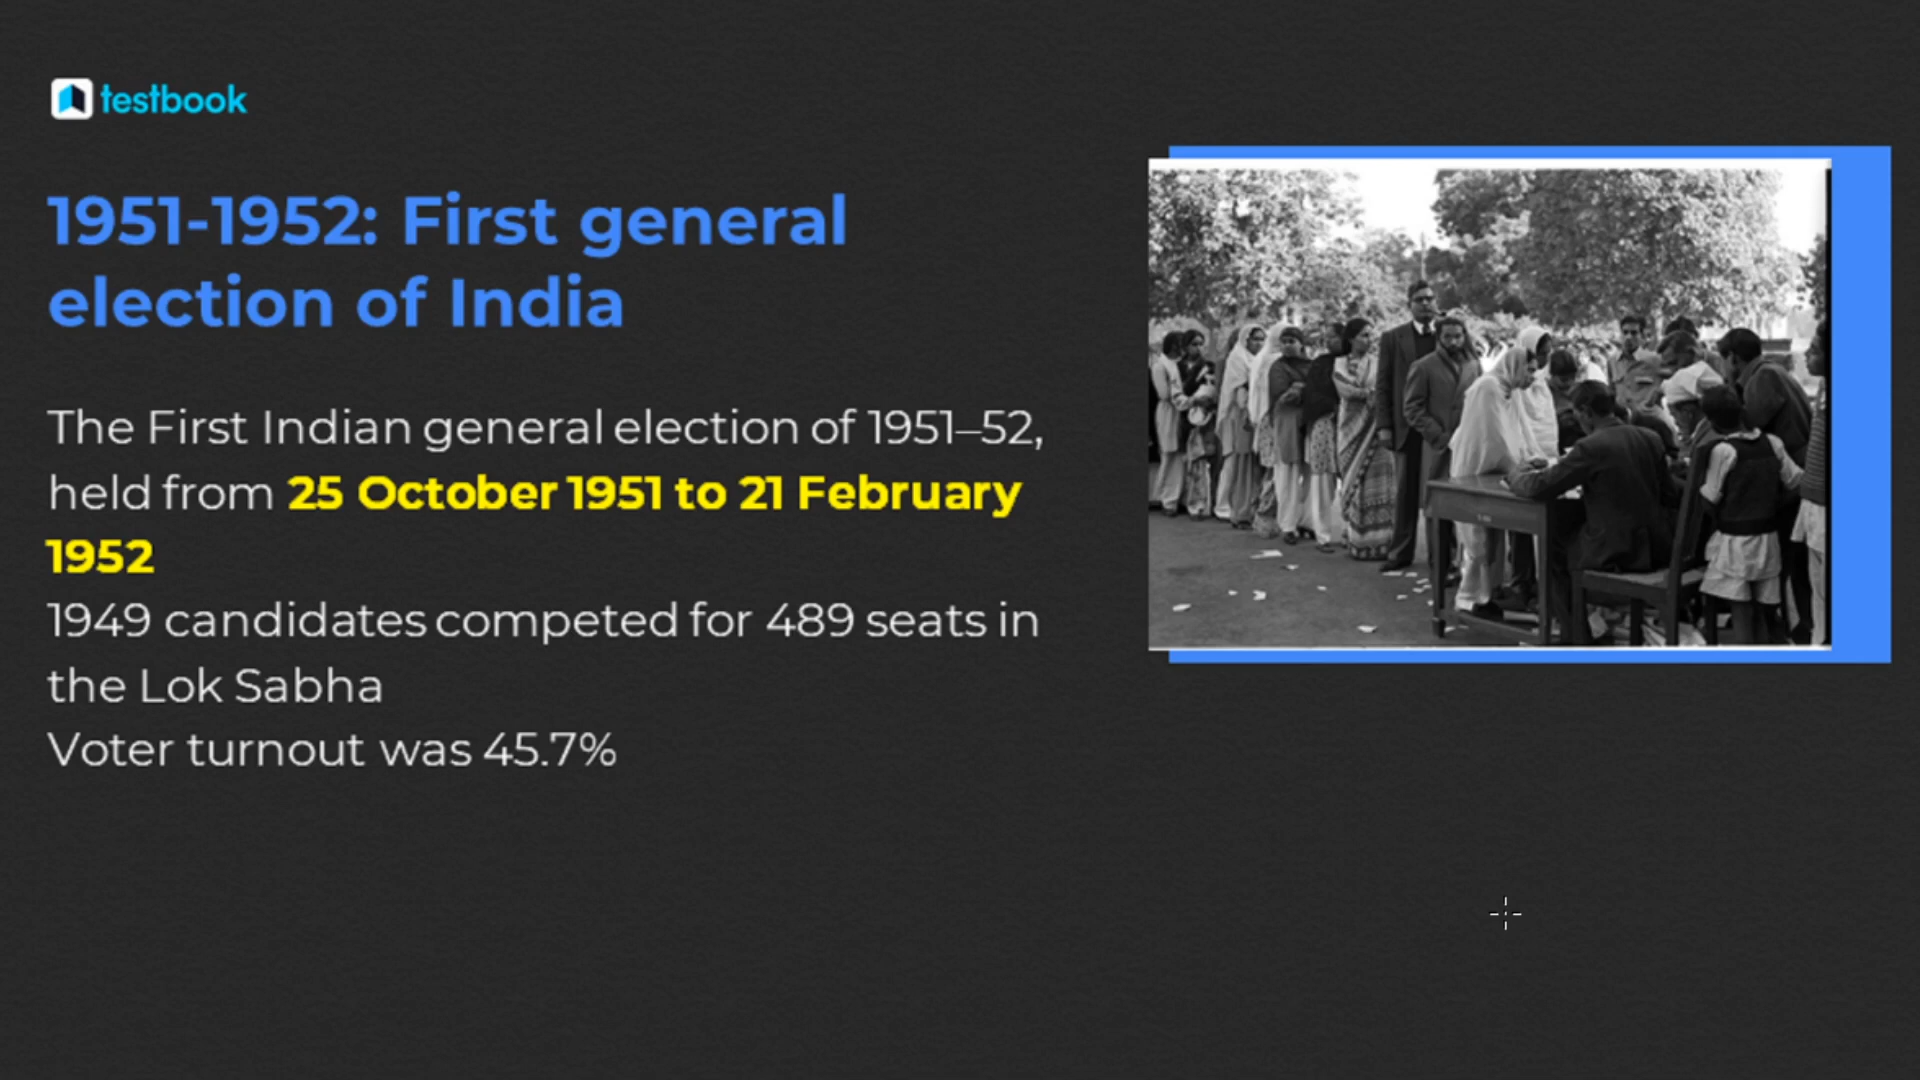 testbook
1951-1952: First general
election of India
The First Indian general election of 1951–52,
held from 25 October 1951 to 21 February
1952
1949 candidates competed for 489 seats in
the Lok Sabha
Voter turnout was 45.7%